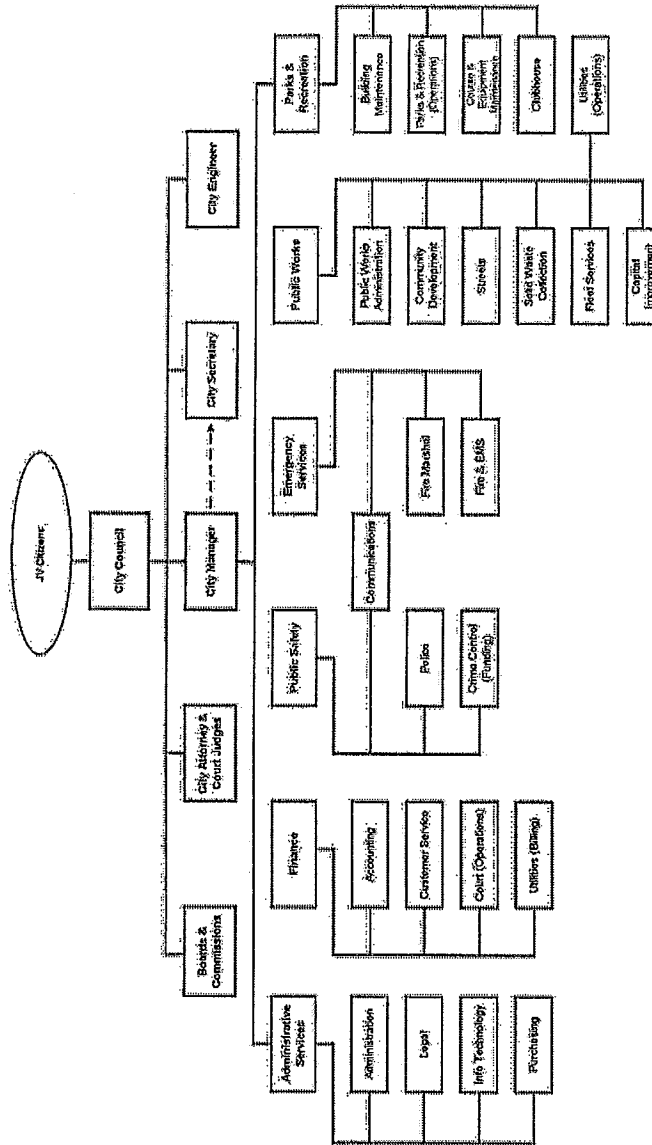 JV Citizens
City Council
Boards &
Commissions
City Attorney &
Court Judges
City Manager
City Secretary
City Engineer
Administrative
Services
Finance
Public Safety
Emergency
Services
Public Works
Parks &
Recreation
Administration
Legal
Info Technology
Purchasing
Accounting
Customer Service
Court (Operations)
Utilities (Billing)
Communications
Police
Crime Control
(Funding)
Fire Marshal
Fire & EMS
Public Works
Administration
Community
Development
Streets
Solid Waste
Collection
Fleet Services
Capital
Improvement
Utilities
(Operations)
Building
Maintenance
Parks & Recreation
(Operations)
Course &
Equipment
Maintenance
Clubhouse